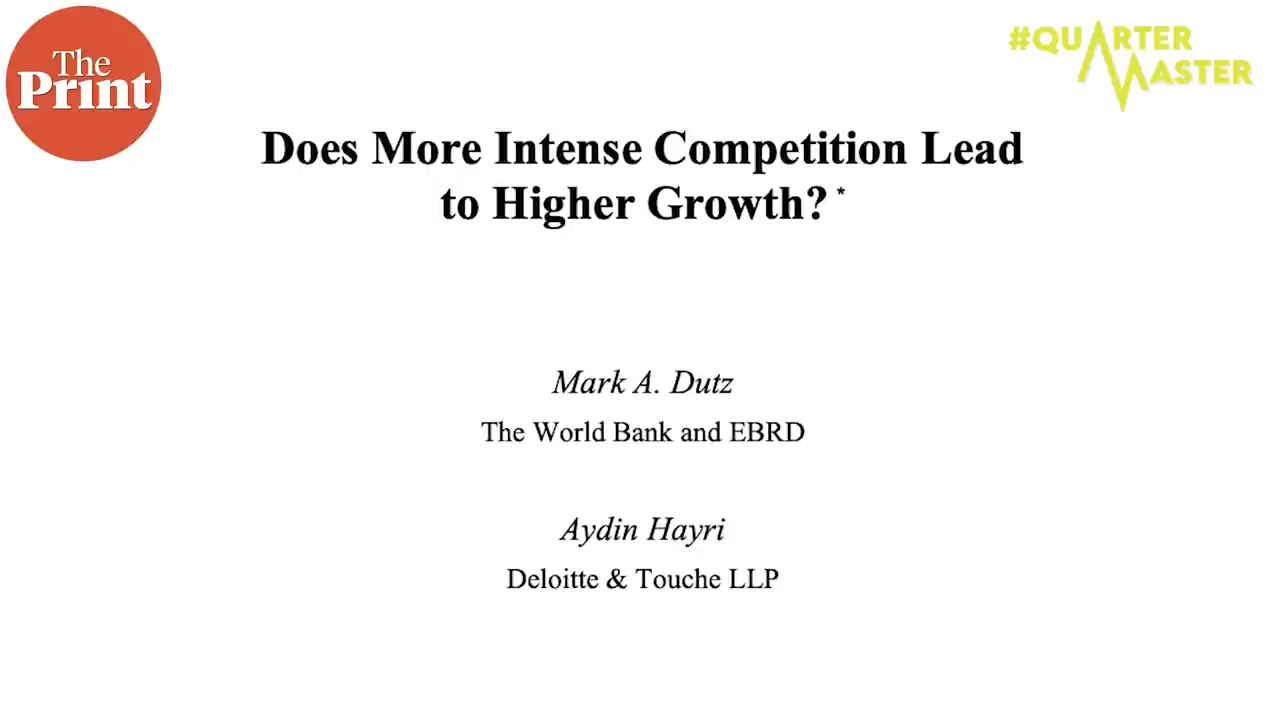 The
Print
#QUARTER
MASTER
Does More Intense Competition Lead
to Higher Growth? *
Mark A. Dutz
The World Bank and EBRD
Aydin Hayri
Deloitte & Touche LLP